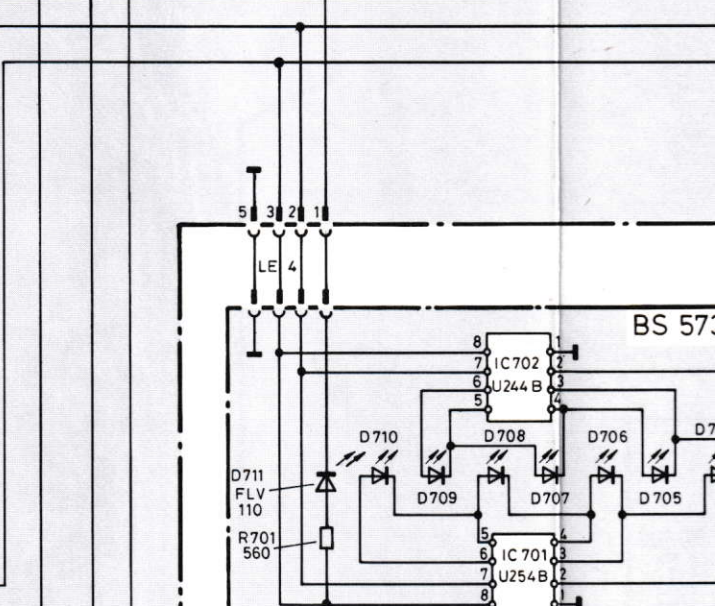 5 3 2 1
LE 4
BS 573
8 1
7 IC 702 2
6 U244 B 3
5 4
D710 D708 D706 D7
D711
FLV
110
D709 D707 D705
R701
560
5 4
6 IC 701 3
7 U254B 2
8 1